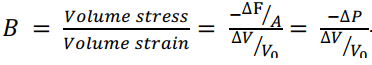 B = Volume stress / Volume strain = (-ΔF/A) / (ΔV/V₀) = -ΔP / (ΔV/V₀)